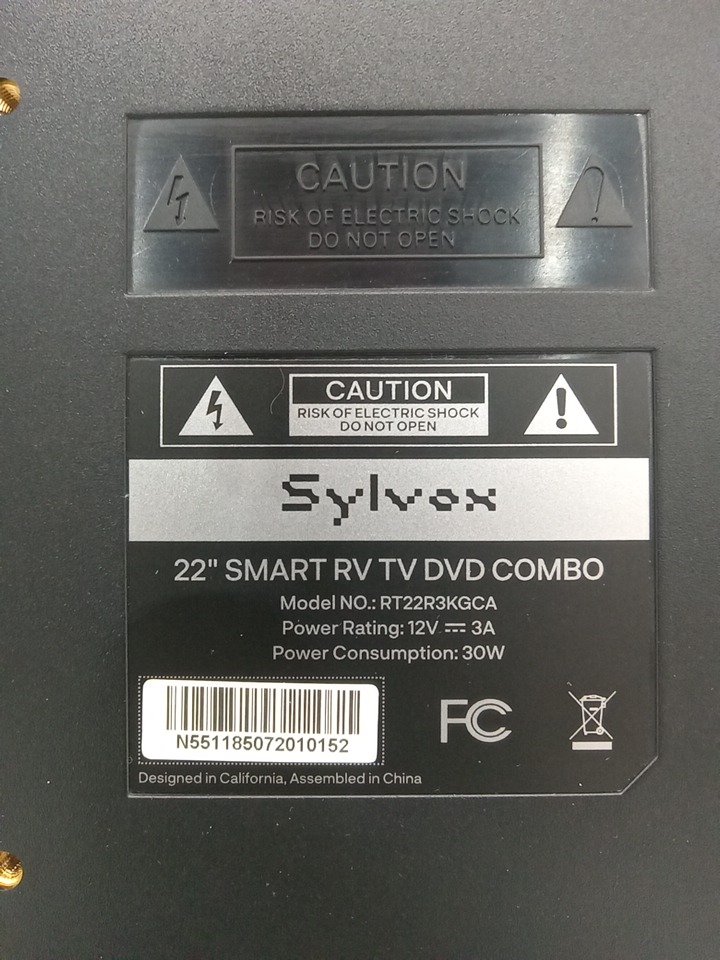 CAUTION
RISK OF ELECTRIC SHOCK
DO NOT OPEN
CAUTION
RISK OF ELECTRIC SHOCK
DO NOT OPEN
Sylvox
22" SMART RV TV DVD COMBO
Model NO.: RT22R3KGCA
Power Rating: 12V ⎓ 3A
Power Consumption: 30W
N551185072010152
FC
Designed in California, Assembled in China